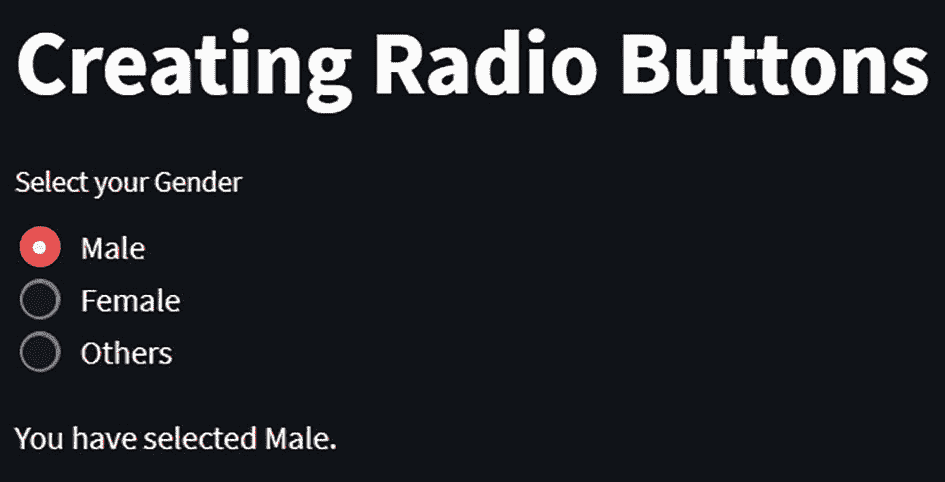 Creating Radio Buttons
Select your Gender
Male
Female
Others
You have selected Male.